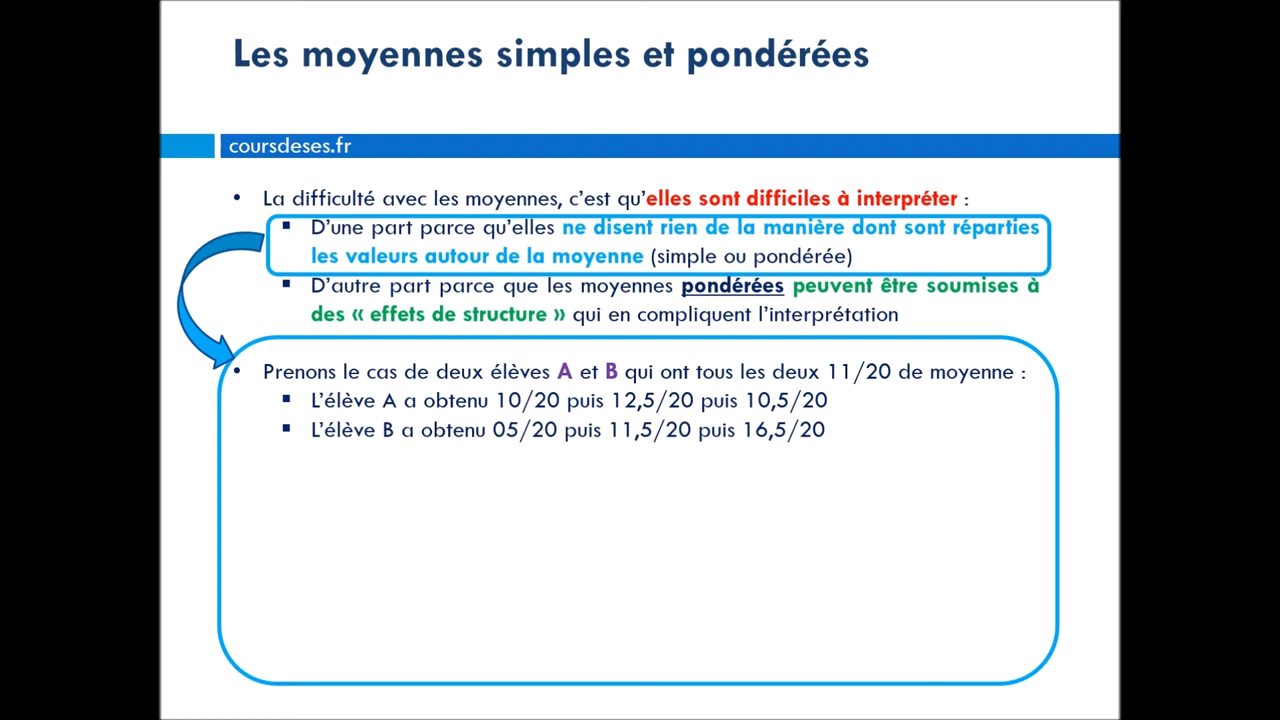 Les moyennes simples et pondérées
coursdeses.fr
• La difficulté avec les moyennes, c’est qu’elles sont difficiles à interpréter :
▪ D’une part parce qu’elles ne disent rien de la manière dont sont réparties
les valeurs autour de la moyenne (simple ou pondérée)
▪ D’autre part parce que les moyennes pondérées peuvent être soumises à
des « effets de structure » qui en compliquent l’interprétation
• Prenons le cas de deux élèves A et B qui ont tous les deux 11/20 de moyenne :
▪ L’élève A a obtenu 10/20 puis 12,5/20 puis 10,5/20
▪ L’élève B a obtenu 05/20 puis 11,5/20 puis 16,5/20